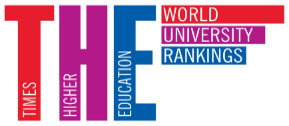 THE
TIMES
HIGHER
EDUCATION
WORLD
UNIVERSITY
RANKINGS